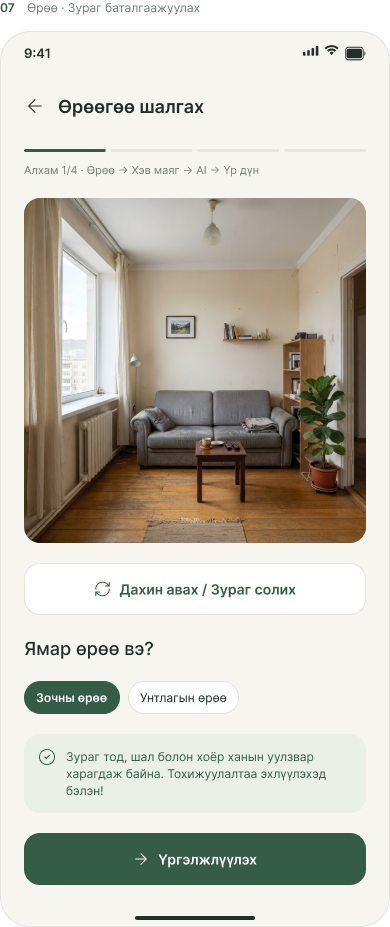 07 Өрөө · Зураг баталгаажуулах
9:41
← Өрөөгөө шалгах
Алхам 1/4 · Өрөө → Хэв маяг → AI → Үр дүн
Дахин авах / Зураг солих
Ямар өрөө вэ?
Зочны өрөө
Унтлагын өрөө
Зураг тод, шал болон хоёр ханын уулзвар
харагдаж байна. Тохижуулалтаа эхлүүлэхэд
бэлэн!
→ Үргэлжлүүлэх